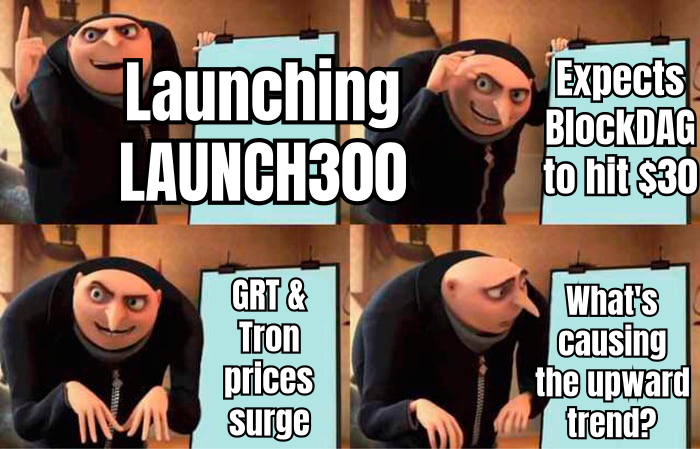 Launching
LAUNCH300
Expects
BlockDAG
to hit $30
GRT &
Tron
prices
surge
What's
causing
the upward
trend?